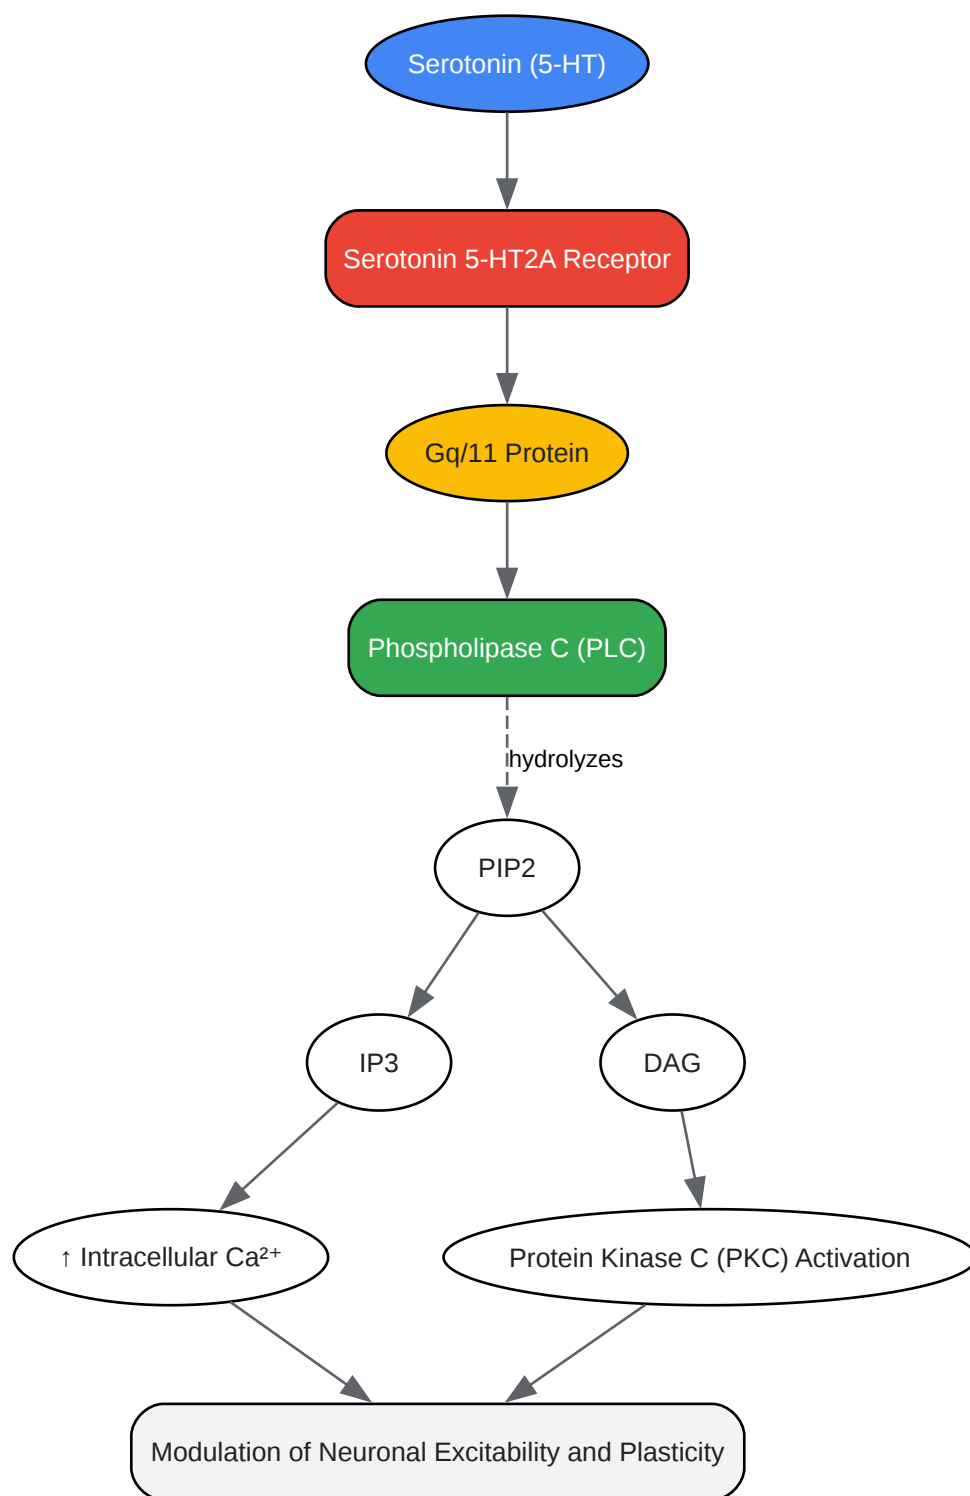 Serotonin (5-HT)
Serotonin 5-HT2A Receptor
Gq/11 Protein
Phospholipase C (PLC)
hydrolyzes
PIP2
IP3
DAG
↑ Intracellular Ca²⁺
Protein Kinase C (PKC) Activation
Modulation of Neuronal Excitability and Plasticity